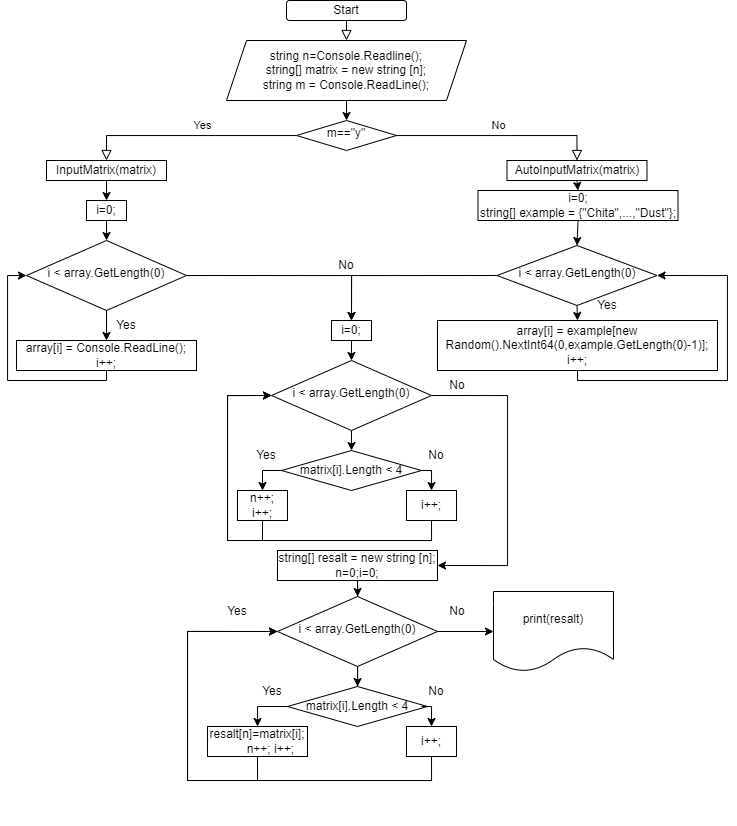 Start
string n=Console.Readline();
string[] matrix = new string [n];
string m = Console.ReadLine();
Yes
m=="y"
No
InputMatrix(matrix)
AutoInputMatrix(matrix)
i=0;
i=0;
string[] example = {"Chita",...,"Dust"};
i < array.GetLength(0)
No
i < array.GetLength(0)
Yes
Yes
array[i] = Console.ReadLine();
i++;
i=0;
array[i] = example[new
Random().NextInt64(0,example.GetLength(0)-1)];
i++;
i < array.GetLength(0)
No
Yes
matrix[i].Length < 4
No
n++;
i++;
i++;
string[] resalt = new string [n];
n=0;i=0;
Yes
i < array.GetLength(0)
No
print(resalt)
Yes
matrix[i].Length < 4
No
resalt[n]=matrix[i];
n++; i++;
i++;